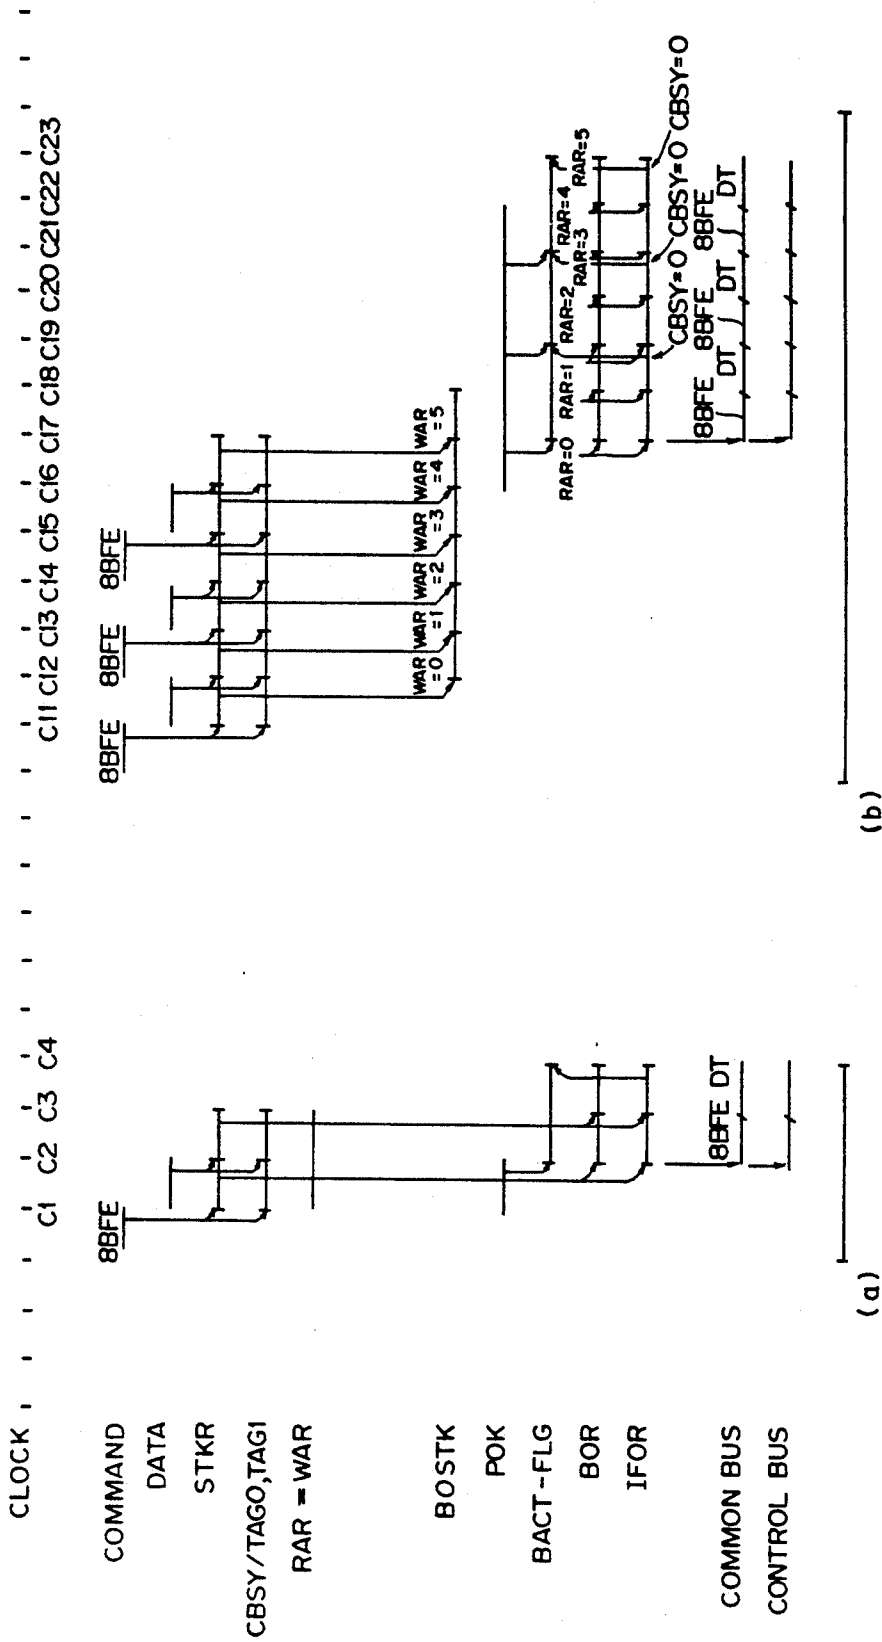 CLOCK
C1 C2 C3 C4 C11 C12 C13 C14 C15 C16 C17 C18 C19 C20 C21 C22 C23
COMMAND
8BFE 8BFE 8BFE 8BFE
DATA
STKR
CBSY/TAG0,TAG1
RAR = WAR
BOSTK
WAR =0 WAR =1 WAR =2 WAR =3 WAR =4 WAR =5
POK
BACT-FLG
RAR=0 RAR=1 RAR=2 RAR=3 RAR=4 RAR=5
BOR
IFOR
CBSY=0 CBSY=0 CBSY=0
8BFE DT 8BFE DT 8BFE DT 8BFE DT
COMMON BUS
CONTROL BUS
(a) (b)